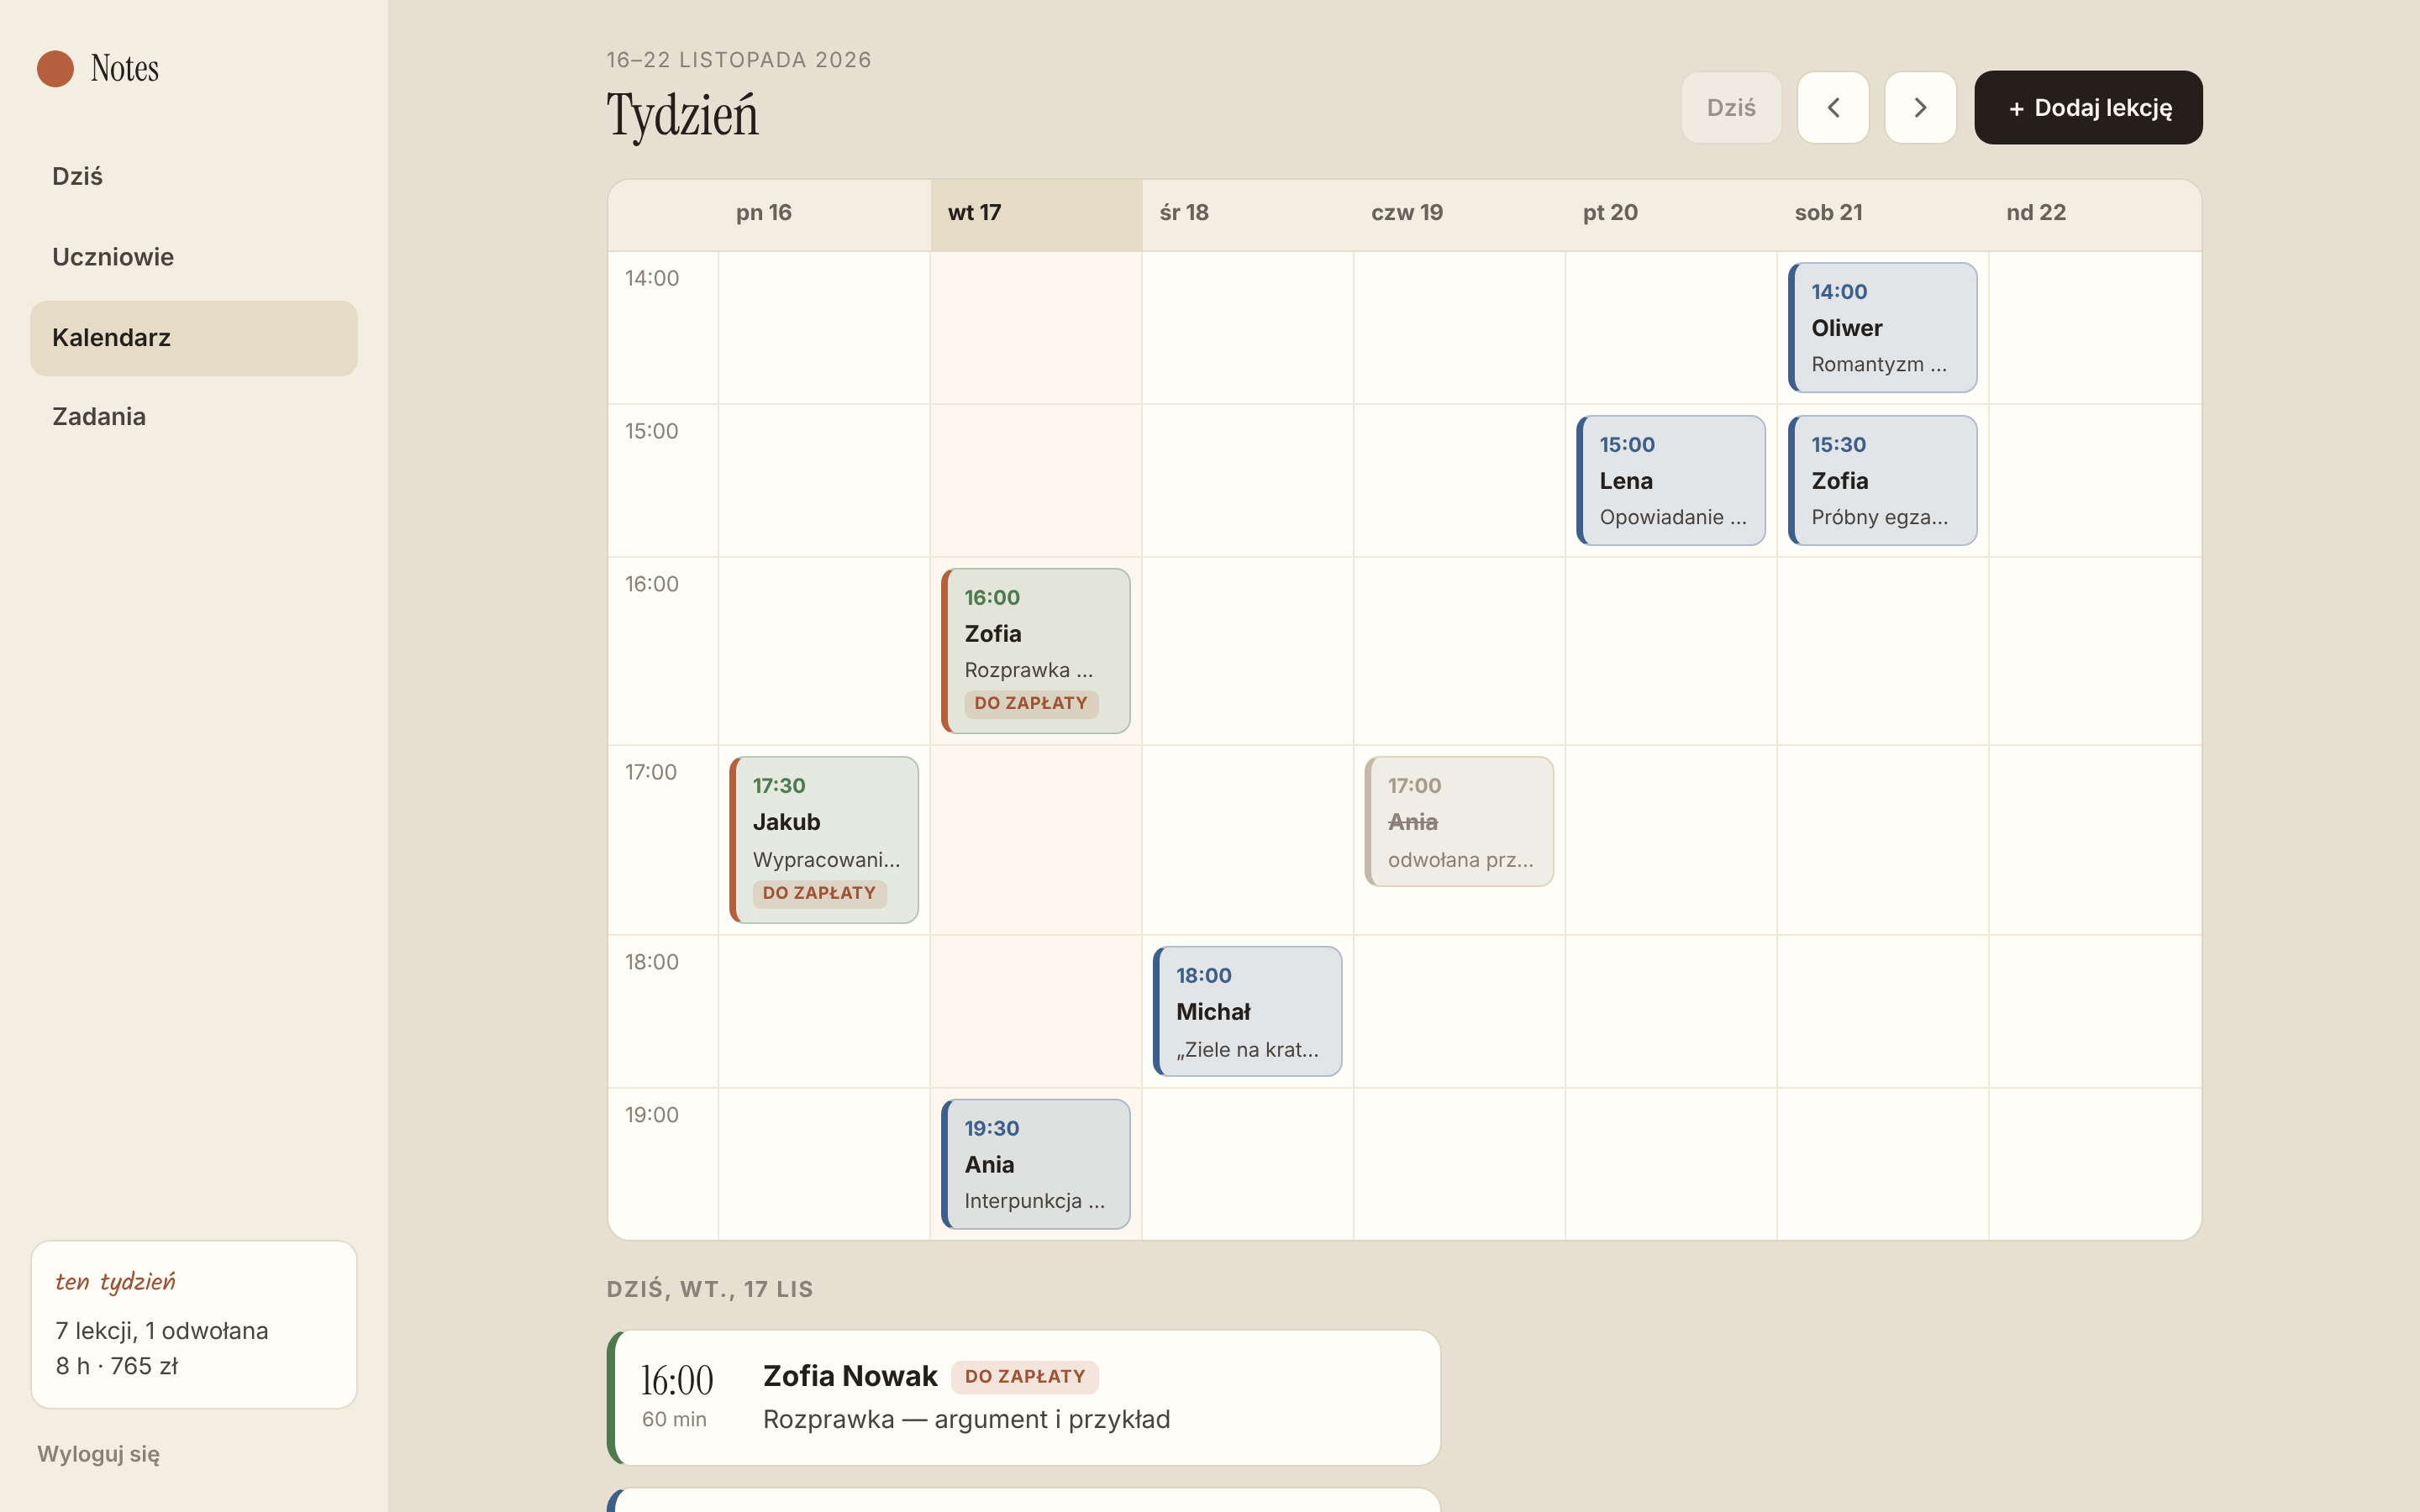 Notes
Dziś
Uczniowie
Kalendarz
Zadania
ten tydzień
7 lekcji, 1 odwołana
8 h · 765 zł
Wyloguj się
16–22 LISTOPADA 2026
Tydzień
Dziś
+ Dodaj lekcję
pn 16
wt 17
śr 18
czw 19
pt 20
sob 21
nd 22
14:00
14:00
Oliwer
Romantyzm ...
15:00
15:00
Lena
Opowiadanie ...
15:30
Zofia
Próbny egza...
16:00
16:00
Zofia
Rozprawka ...
DO ZAPŁATY
17:00
17:30
Jakub
Wypracowani...
DO ZAPŁATY
17:00
Ania
odwołana prz...
18:00
18:00
Michał
„Ziele na krat...
19:00
19:30
Ania
Interpunkcja ...
DZIŚ, WT., 17 LIS
16:00
60 min
Zofia Nowak
DO ZAPŁATY
Rozprawka — argument i przykład